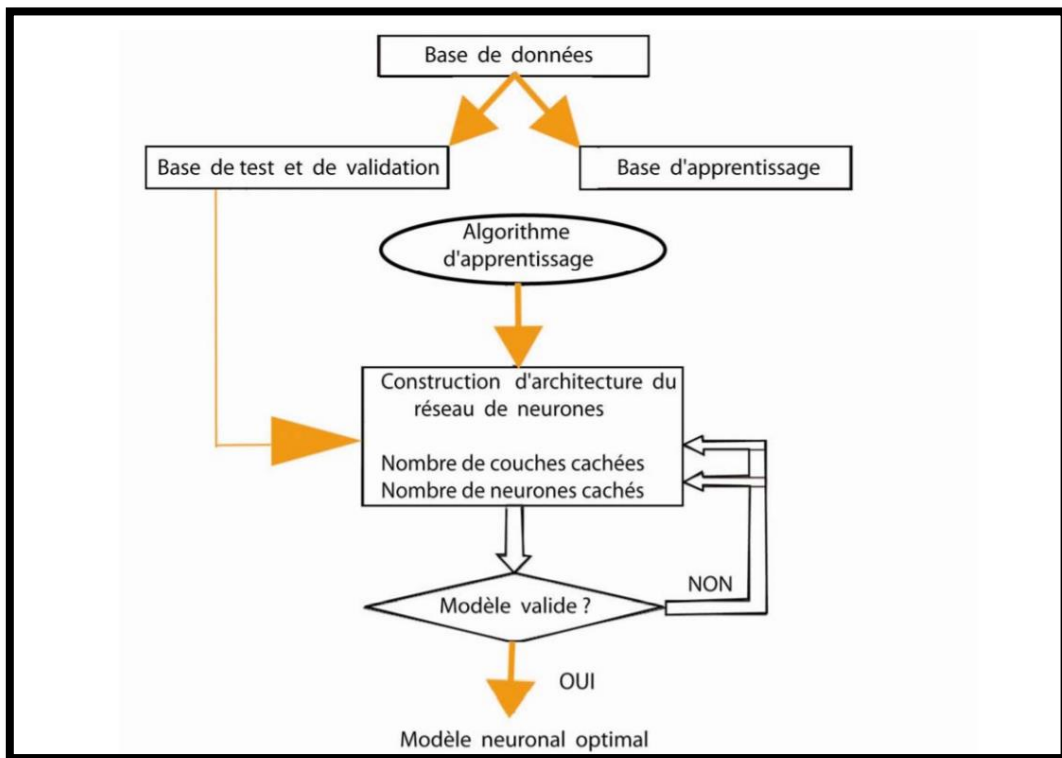 Base de données
Base de test et de validation
Base d'apprentissage
Algorithme
d'apprentissage
Construction d'architecture du
réseau de neurones
Nombre de couches cachées
Nombre de neurones cachés
NON
Modèle valide ?
OUI
Modèle neuronal optimal